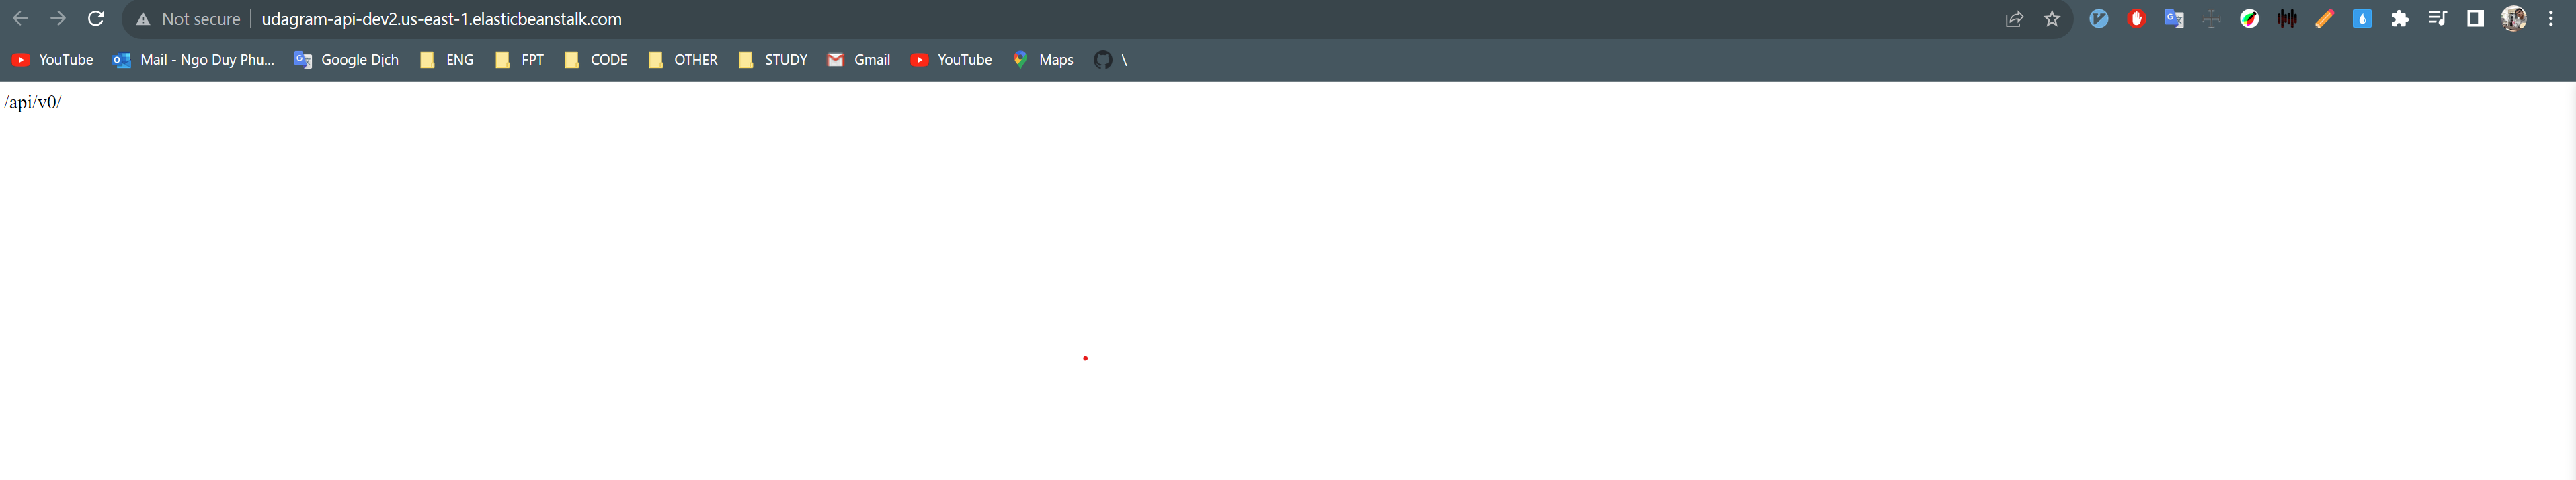 Not secure | udagram-api-dev2.us-east-1.elasticbeanstalk.com
YouTube Mail - Ngo Duy Phu... Google Dịch ENG FPT CODE OTHER STUDY Gmail YouTube Maps \
/api/v0/